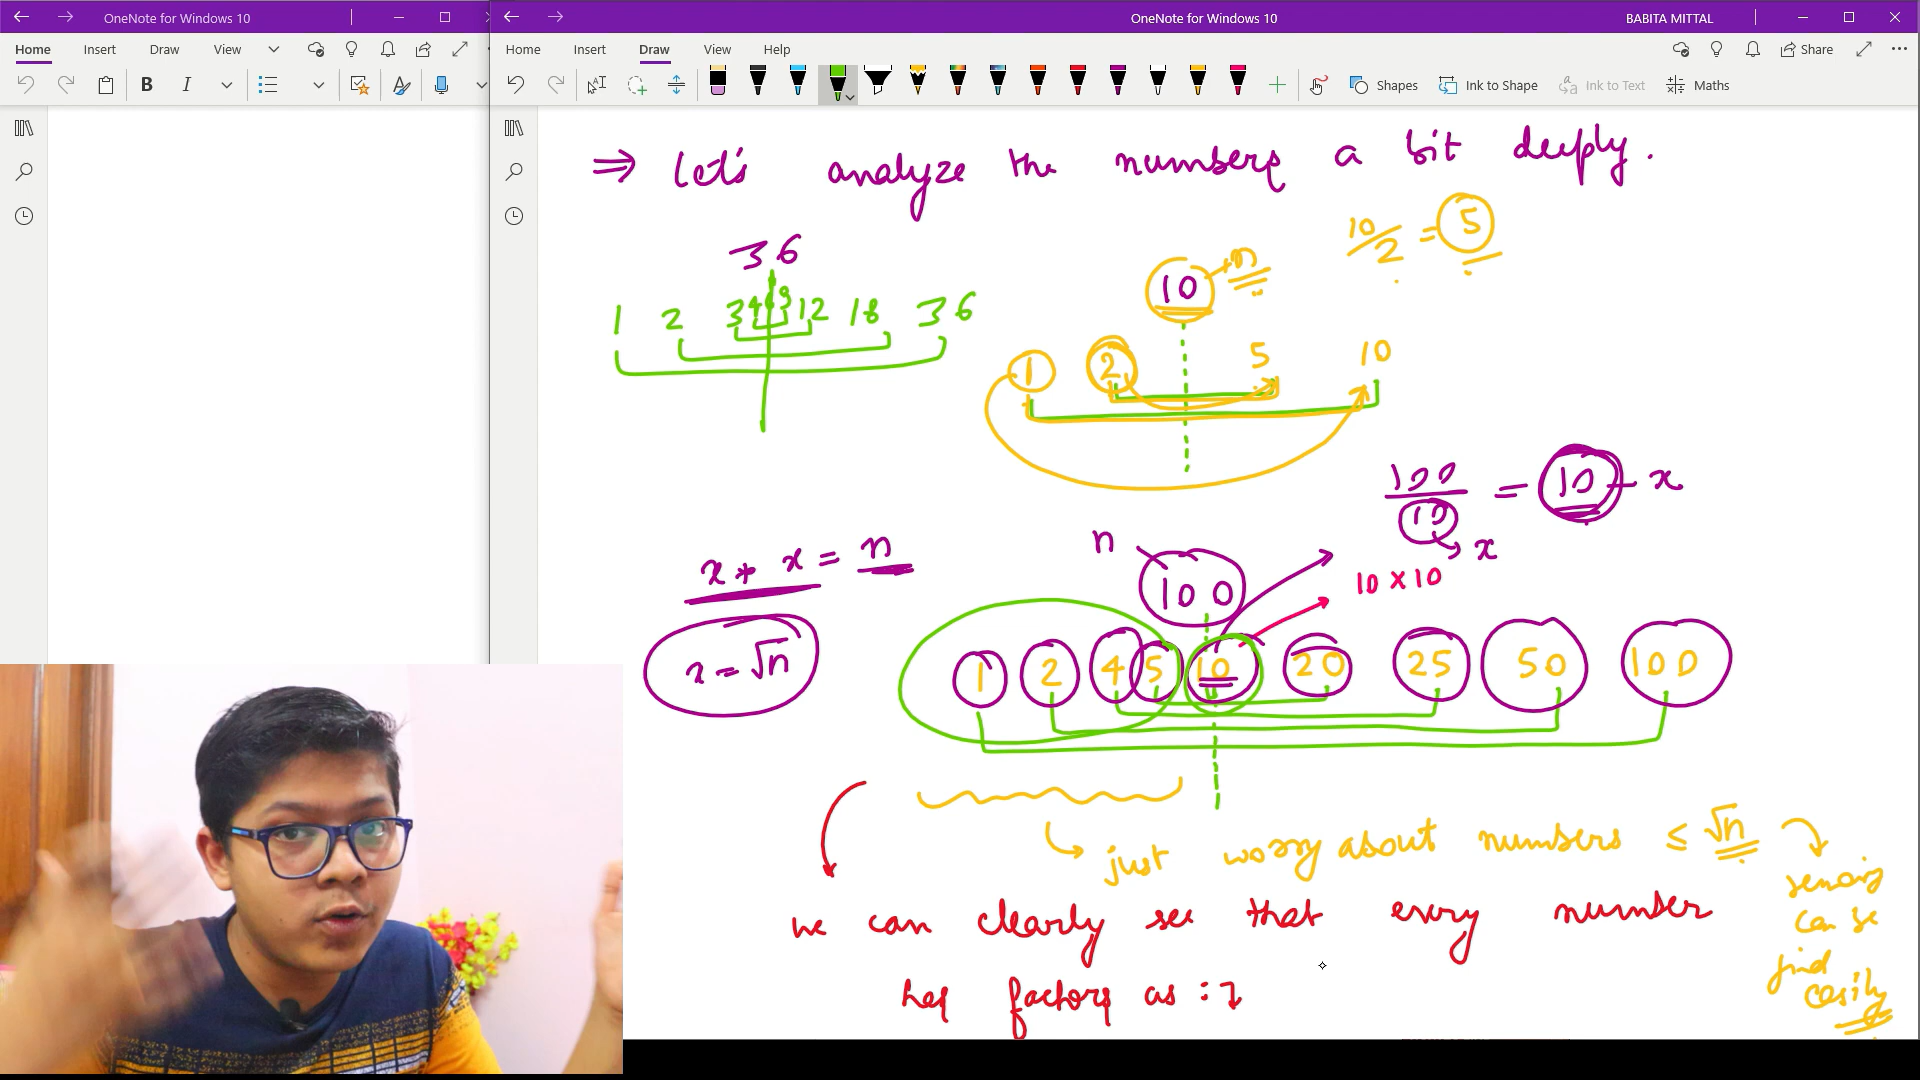 OneNote for Windows 10
OneNote for Windows 10
BABITA MITTAL
Home Insert Draw View
Home Insert Draw View Help
Share
B I
Shapes Ink to Shape Ink to Text Maths
⇒ Let's analyze the numbers a bit deeply.
36
1 2 3 4 6 9 12 18 36
10/2 = 5
10 → n
1 2 5 10
100/10 = 10 → x
→ x
10 × 10
x * x = n
x = √n
n
100
1 2 4 5 10 20 25 50 100
just worry about numbers ≤ √n
can be
find
easily
we can clearly see that every number
has factors as :